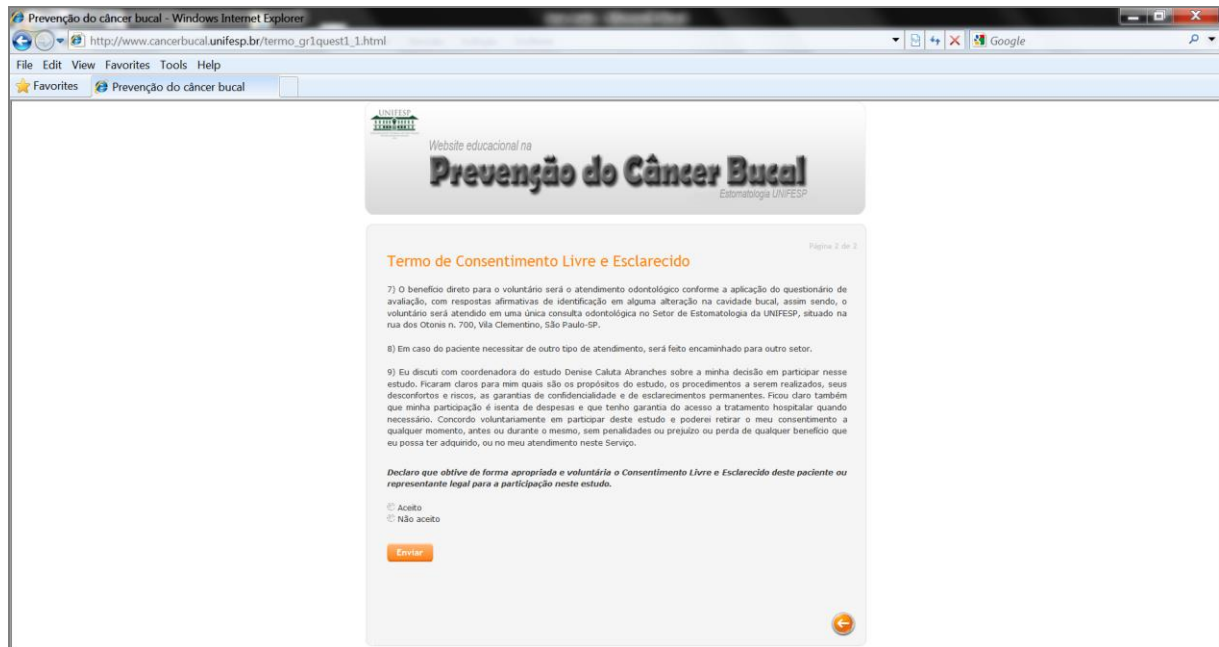 Prevenção do câncer bucal - Windows Internet Explorer
http://www.cancerbucal.unifesp.br/termo_gr1quest1_1.html
Google
File Edit View Favorites Tools Help
Favorites
Prevenção do câncer bucal
UNIFESP
Website educacional na
Prevenção do Câncer Bucal
Estomatologia UNIFESP
Página 2 de 2
Termo de Consentimento Livre e Esclarecido
7) O benefício direto para o voluntário será o atendimento odontológico conforme a aplicação do questionário de
avaliação, com respostas afirmativas de identificação em alguma alteração na cavidade bucal, assim sendo, o
voluntário será atendido em uma única consulta odontológica no Setor de Estomatologia da UNIFESP, situado na
rua dos Otonis n. 700, Vila Clementino, São Paulo-SP.
8) Em caso do paciente necessitar de outro tipo de atendimento, será feito encaminhado para outro setor.
9) Eu discuti com coordenadora do estudo Denise Caluta Abranches sobre a minha decisão em participar nesse
estudo. Ficaram claros para mim quais são os propósitos do estudo, os procedimentos a serem realizados, seus
desconfortos e riscos, as garantias de confidencialidade e de esclarecimentos permanentes. Ficou claro também
que minha participação é isenta de despesas e que tenho garantia do acesso a tratamento hospitalar quando
necessário. Concordo voluntariamente em participar deste estudo e poderei retirar o meu consentimento a
qualquer momento, antes ou durante o mesmo, sem penalidades ou prejuízo ou perda de qualquer benefício que
eu possa ter adquirido, ou no meu atendimento neste Serviço.
Declaro que obtive de forma apropriada e voluntária o Consentimento Livre e Esclarecido deste paciente ou
representante legal para a participação neste estudo.
Aceito
Não aceito
Enviar